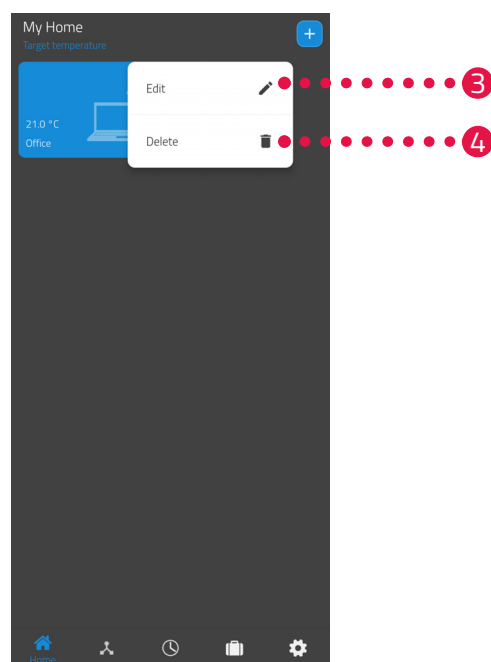 My Home
Target temperature
+
Edit
3
21.0 °C
Delete
4
Office
Home